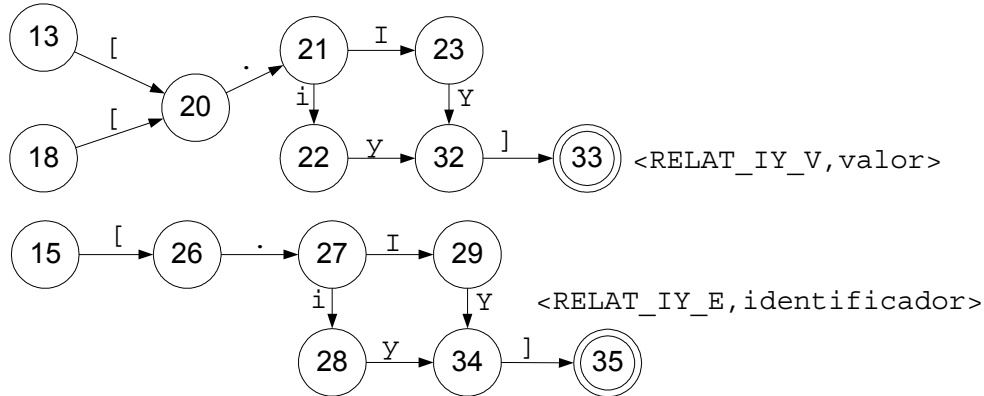 13 [ . 21 I 23
20
18 [ i Y
22 y 32 ] 33 <RELAT_IY_V,valor>
15 [ 26 . 27 I 29
i Y <RELAT_IY_E,identificador>
28 y 34 ] 35